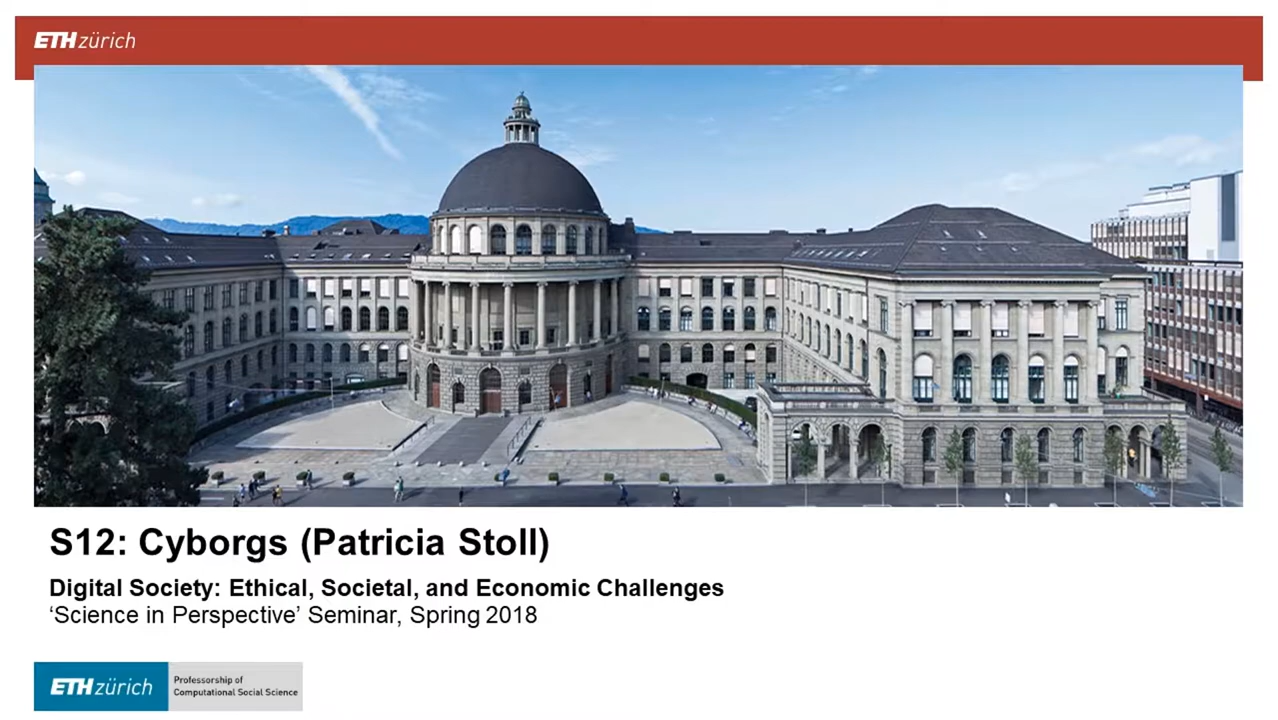 ETH zürich
S12: Cyborgs (Patricia Stoll)
Digital Society: Ethical, Societal, and Economic Challenges
‘Science in Perspective’ Seminar, Spring 2018
ETH zürich
Professorship of
Computational Social Science